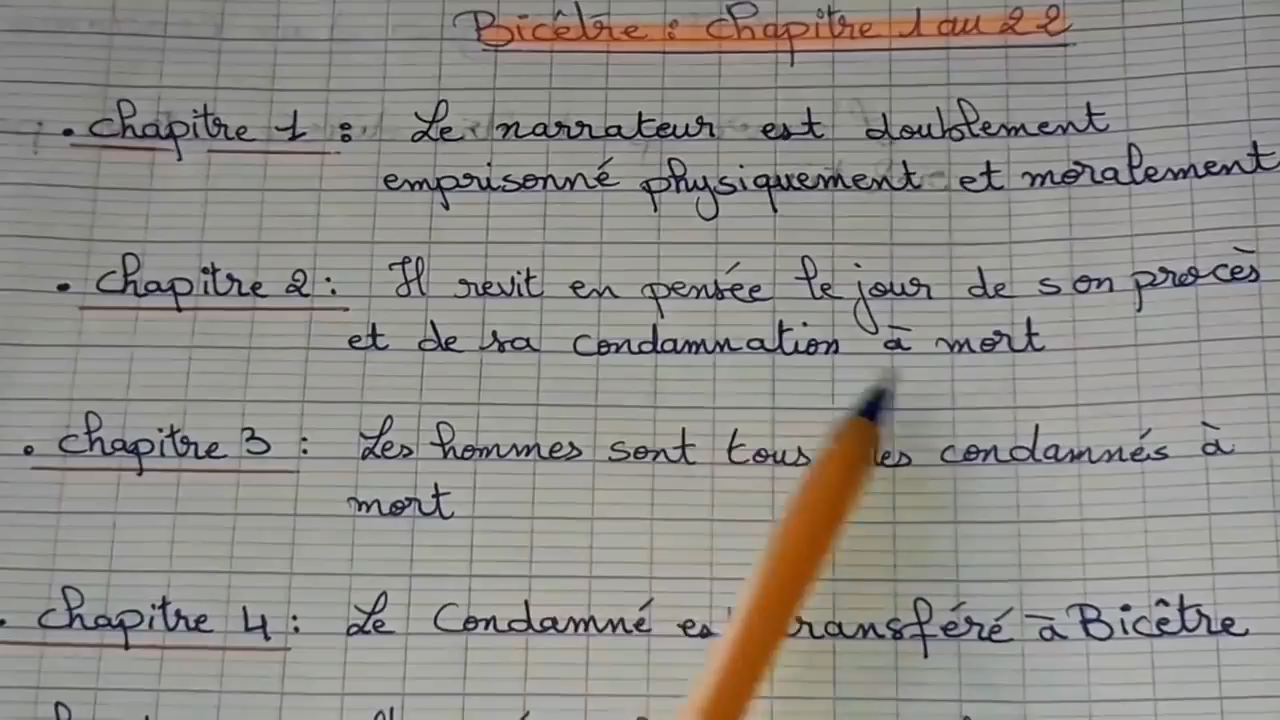 Bicêtre : Chapitre 1 au 22
. Chapitre 1 : Le narrateur est doublement
emprisonné physiquement et moralement
. Chapitre 2 : Il revit en pensée le jour de son procès
et de sa condamnation à mort
. Chapitre 3 : Les hommes sont tous condamnés à
mort
. Chapitre 4 : Le Condamné à Bicêtre